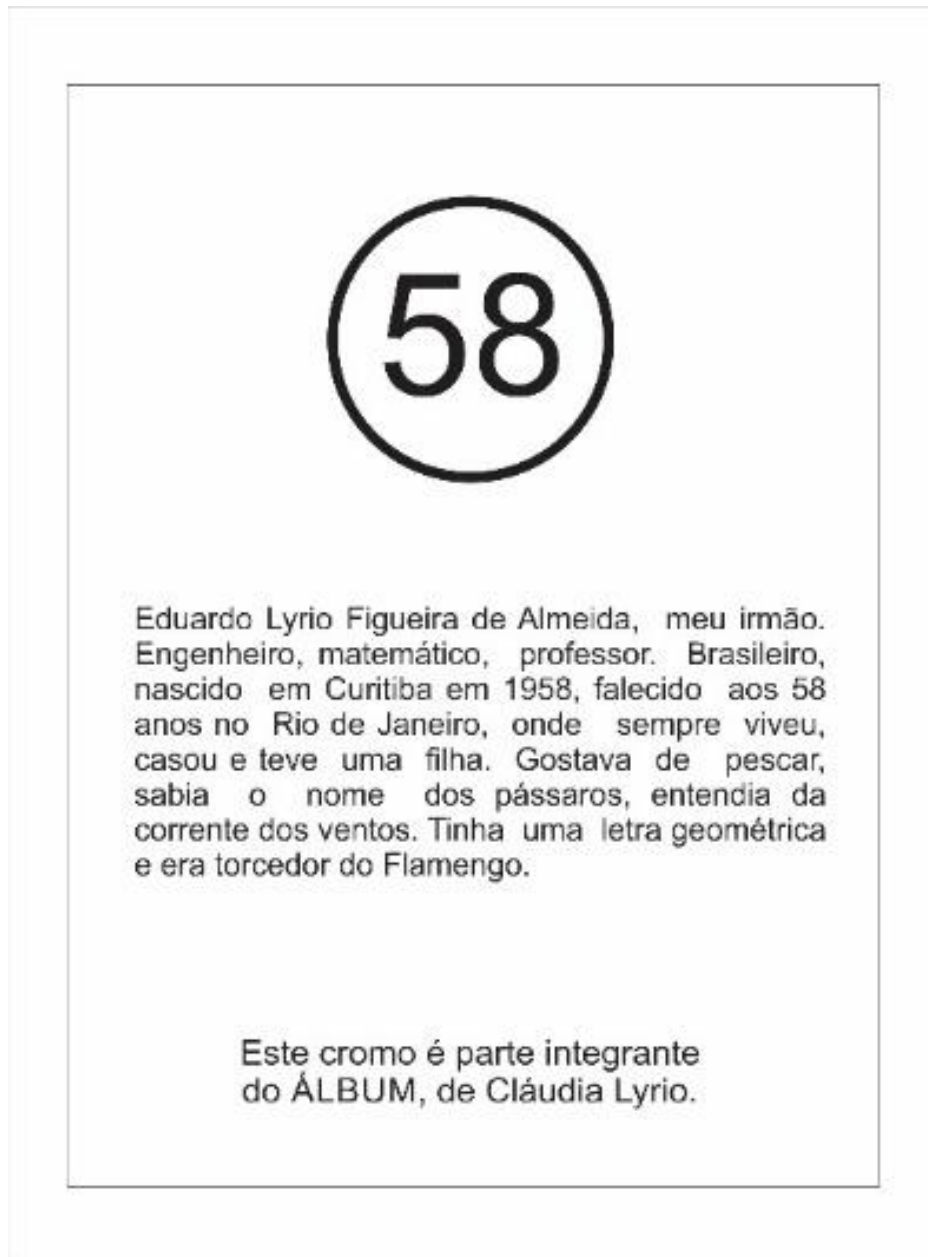 58
Eduardo Lyrio Figueira de Almeida, meu irmão.
Engenheiro, matemático, professor. Brasileiro,
nascido em Curitiba em 1958, falecido aos 58
anos no Rio de Janeiro, onde sempre viveu,
casou e teve uma filha. Gostava de pescar,
sabia o nome dos pássaros, entendia da
corrente dos ventos. Tinha uma letra geométrica
e era torcedor do Flamengo.
Este cromo é parte integrante
do ÁLBUM, de Cláudia Lyrio.